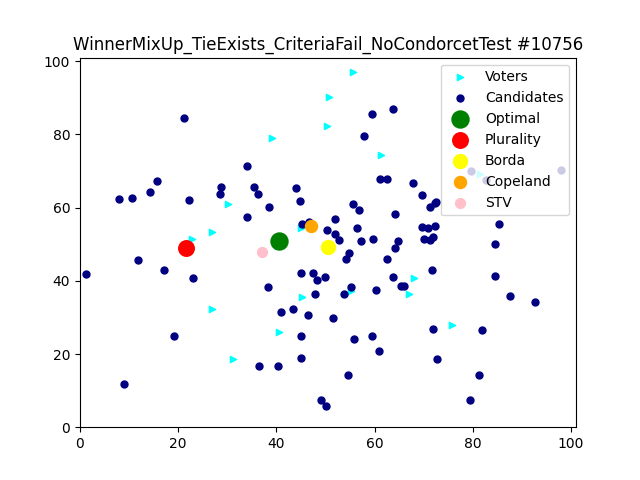 WinnerMixUp_TieExists_CriteriaFail_NoCondorcetTest #10756
Voters
Candidates
Optimal
Plurality
Borda
Copeland
STV
100
80
60
40
20
0
0 20 40 60 80 100